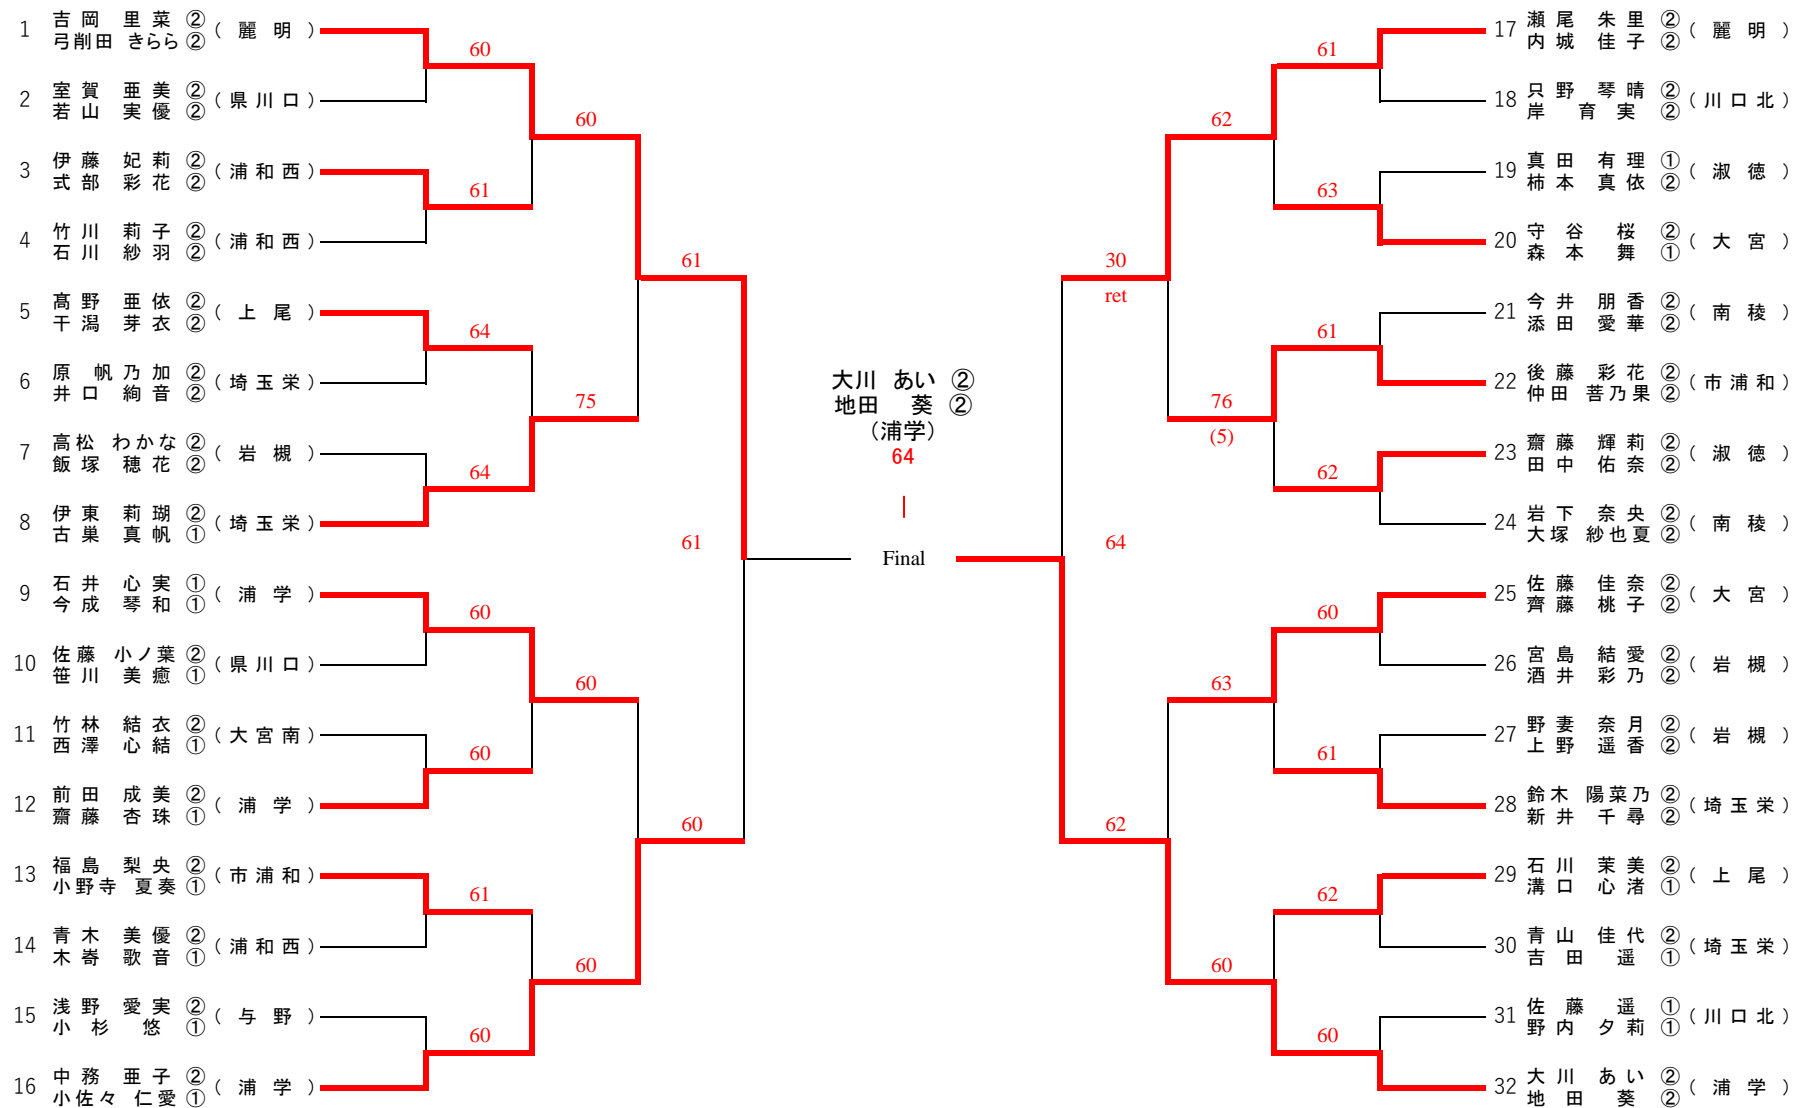 1 吉岡 里菜 ② (麗明)
弓削田 きらら ②
60
2 室賀 亜美 ② (県川口)
若山 実優 ②
60
3 伊藤 妃莉 ② (浦和西)
式部 彩花 ②
61
4 竹川 莉子 ② (浦和西)
石川 紗羽 ②
61
5 髙野 亜依 ② (上尾)
干潟 芽衣 ②
64
6 原 帆乃加 ② (埼玉栄)
井口 絢音 ②
75
7 高松 わかな ② (岩槻)
飯塚 穂花 ②
64
8 伊東 莉瑚 ② (埼玉栄)
古巣 真帆 ①
61
9 石井 心実 ① (浦学)
今成 琴和 ①
60
10 佐藤 小ノ葉 ② (県川口)
笹川 美癒 ①
60
11 竹林 結衣 ② (大宮南)
西澤 心結 ①
60
12 前田 成美 ② (浦学)
齋藤 杏珠 ①
60
13 福島 梨央 ② (市浦和)
小野寺 夏奏 ①
61
14 青木 美優 ② (浦和西)
木嵜 歌音 ①
60
15 浅野 愛実 ② (与野)
小杉 悠 ①
60
16 中務 亜子 ② (浦学)
小佐々 仁愛 ①
大川 あい ②
地田 葵 ②
(浦学)
64
Final
17 瀬尾 朱里 ② (麗明)
内城 佳子 ②
61
18 只野 琴晴 ② (川口北)
岸 育実 ②
62
19 真田 有理 ① (淑徳)
柿本 真依 ②
63
20 守谷 桜 ② (大宮)
森本 舞 ①
30
ret
21 今井 朋香 ② (南稜)
添田 愛華 ②
61
22 後藤 彩花 ② (市浦和)
仲田 菩乃果 ②
76
(5)
23 齋藤 輝莉 ② (淑徳)
田中 佑奈 ②
62
24 岩下 奈央 ② (南稜)
大塚 紗也夏 ②
64
25 佐藤 佳奈 ② (大宮)
齊藤 桃子 ②
60
26 宮島 結愛 ② (岩槻)
酒井 彩乃 ②
63
27 野妻 奈月 ② (岩槻)
上野 遥香 ②
61
28 鈴木 陽菜乃 ② (埼玉栄)
新井 千尋 ②
62
29 石川 茉美 ② (上尾)
溝口 心渚 ①
62
30 青山 佳代 ② (埼玉栄)
吉田 遥 ①
60
31 佐藤 遥 ① (川口北)
野内 夕莉 ①
60
32 大川 あい ② (浦学)
地田 葵 ②